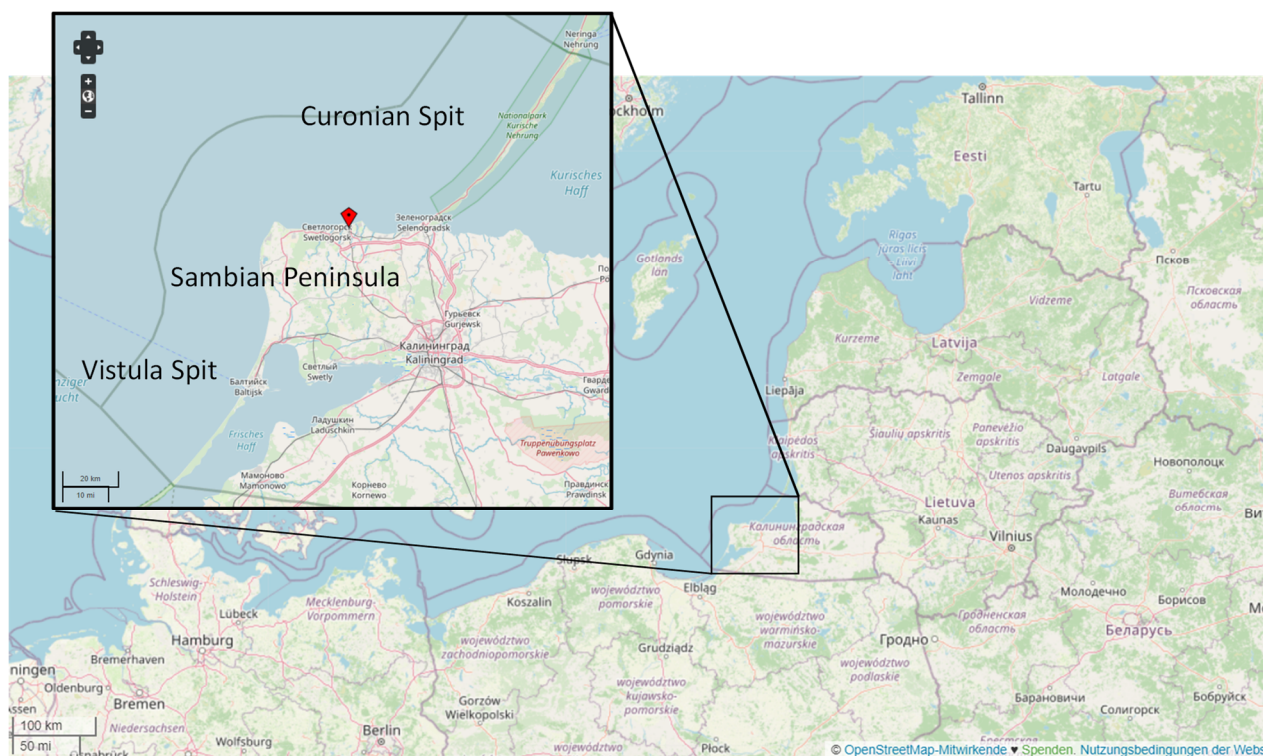 Neringa
Nehrung
Curonian Spit
Nationalpark
Kurische
Nehrung
Kurisches
Haff
Зеленоградск
Selenogradsk
Светлогорск
Swetlogorsk
Sambian Peninsula
Гурьевск
Gurjewsk
Калининград
Kaliningrad
Vistula Spit
Светлый
Swetly
Балтийск
Baltijsk
Ладушкин
Laduschkin
Frisches
Haff
Truppenübungsplatz
Pawenkowo
Мамоново
Mamonowo
Корнево
Kornewo
Правдинск
Prawdinsk
20 km
10 mi
Tallinn
Eesti
Tartu
Rīgas
jūras līcis
Liivi
laht
Псков
Псковская
область
Gotlands
län
Vidzeme
Kurzeme
Latvija
Liepāja
Zemgale
Latgale
Klaipėdos
apskritis
Šiaulių apskritis
Panevėžio
apskritis
Daugavpils
Utenos apskritis
Новополоцк
Витебская
область
Lietuva
Kaunas
Vilnius
Калининградская
область
Słupsk
Gdynia
Elbląg
Koszalin
województwo
pomorskie
Молодечно
Борисов
Schleswig-
Holstein
Lübeck
Mecklenburg-
Vorpommern
województwo
zachodniopomorskie
województwo
warmińsko-
mazurskie
Гродно
Гродненская
область
Беларусь
Hamburg
Grudziądz
Bremerhaven
Oldenburg
Bremen
Niedersachsen
województwo
podlaskie
województwo
kujawsko-
pomorskie
Gorzów
Wielkopolski
Барановичи
Солигорск
Бобруйск
Berlin
Wolfsburg
Płock
100 km
50 mi
© OpenStreetMap-Mitwirkende ♥ Spenden. Nutzungsbedingungen der Webs